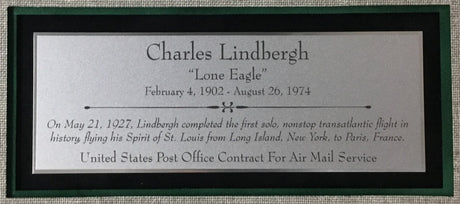 Charles Lindbergh
“Lone Eagle”
February 4, 1902 - August 26, 1974
On May 21, 1927, Lindbergh completed the first solo, nonstop transatlantic flight in
history, flying his Spirit of St. Louis from Long Island, New York, to Paris, France.
United States Post Office Contract For Air Mail Service